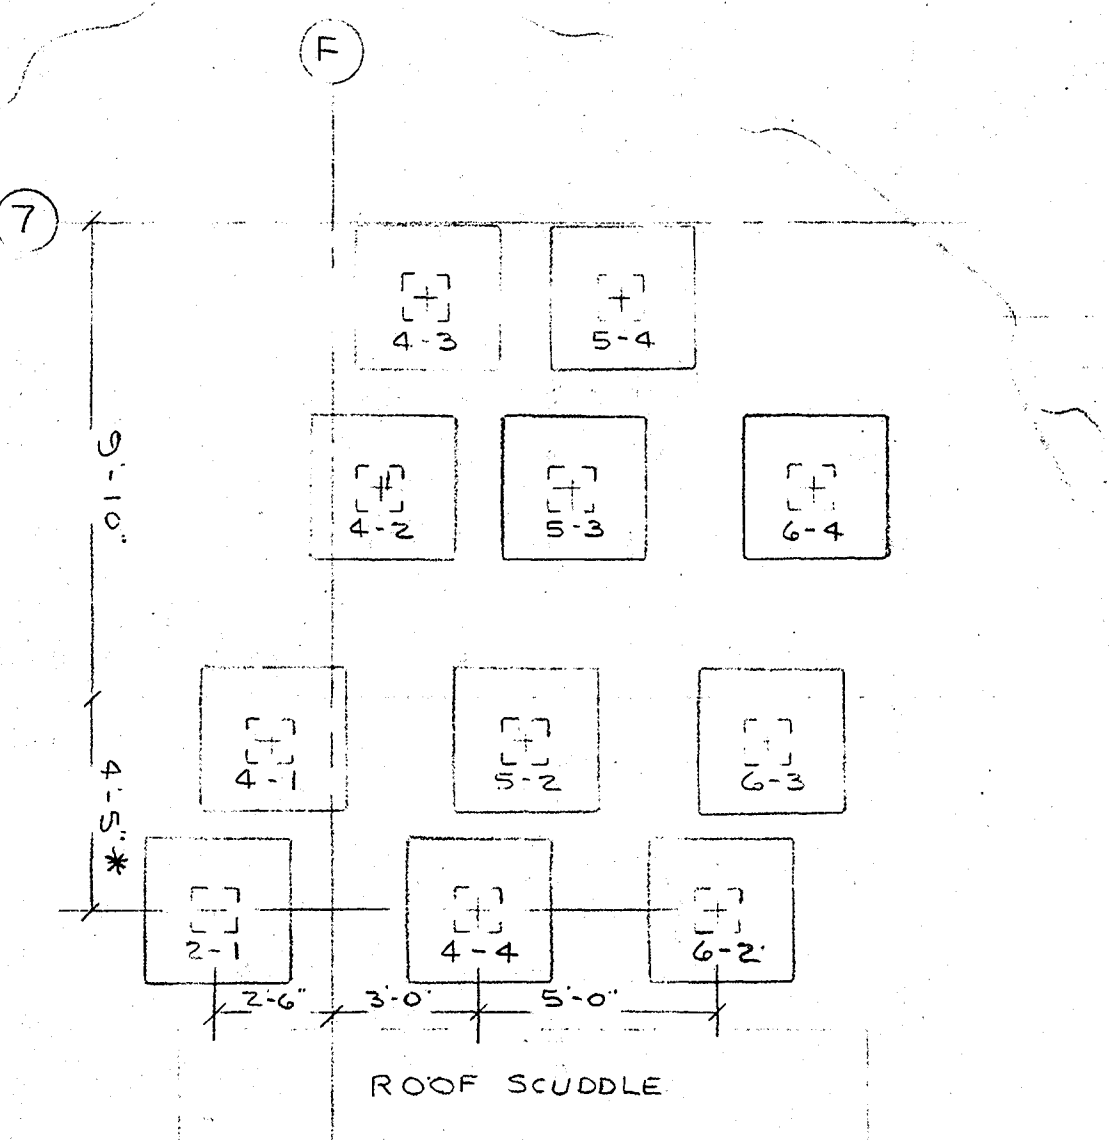 F
7
4-3 5-4
9'-10"
4-2 5-3 6-4
4-1 5-2 6-3
4'-5" *
2-1 4-4 6-2
2'-6" 3'-0" 5'-0"
ROOF SCUDDLE